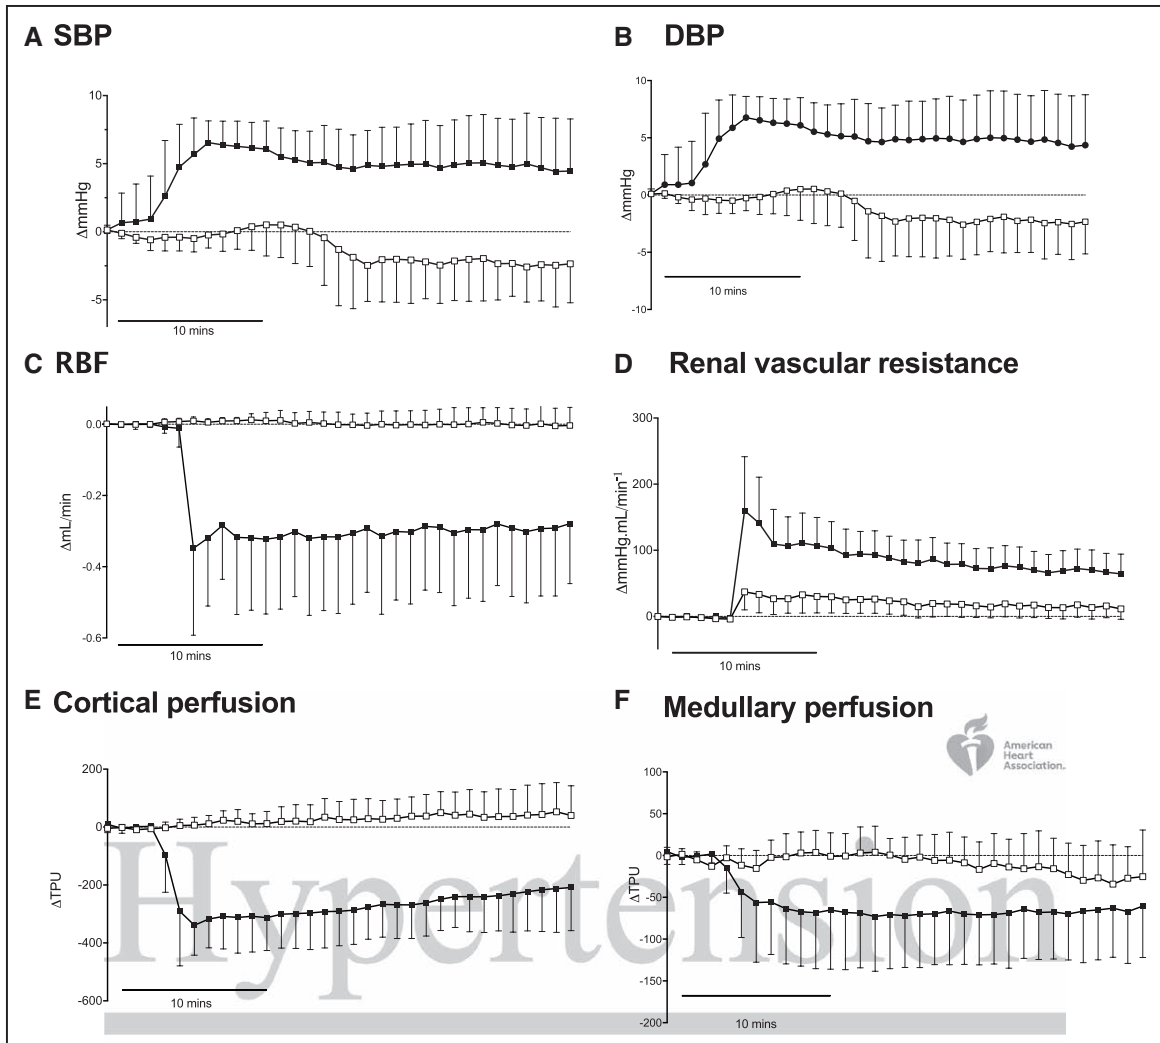 A SBP
10
5
0
-5
ΔmmHg
10 mins
B DBP
10
5
0
-5
-10
ΔmmHg
10 mins
C RBF
0.0
-0.2
-0.4
-0.6
ΔmL/min
10 mins
D Renal vascular resistance
300
200
100
0
ΔmmHg.mL/min⁻¹
10 mins
E Cortical perfusion
200
0
-200
-400
-600
ΔTPU
10 mins
F Medullary perfusion
American
Heart
Association.
100
50
0
-50
-100
-150
-200
ΔTPU
10 mins
Hypertension